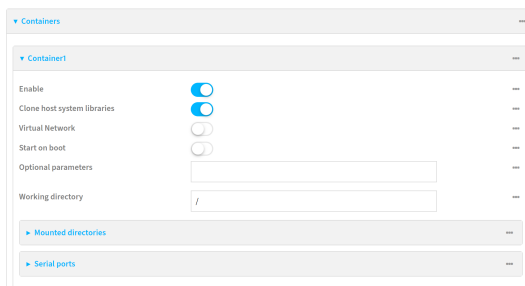 Containers
Container1
Enable
Clone host system libraries
Virtual Network
Start on boot
Optional parameters
Working directory
/
Mounted directories
Serial ports